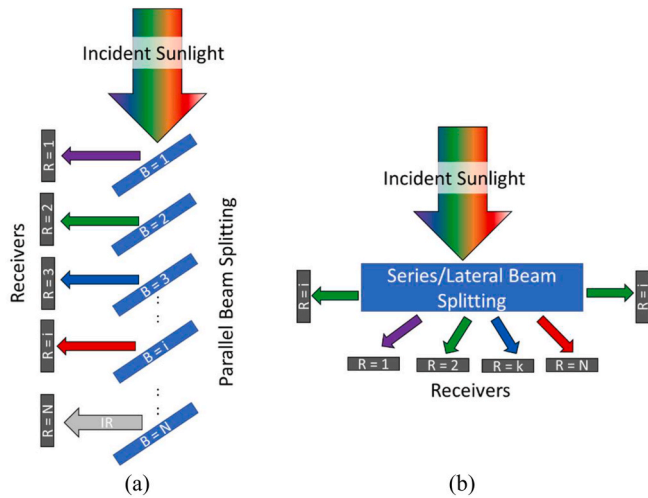 Incident Sunlight
R = 1
B = 1
R = 2
B = 2
R = 3
B = 3
R = i
B = i
R = N
IR
B = N
Receivers
Parallel Beam Splitting
(a)
Incident Sunlight
Series/Lateral Beam
Splitting
R = i
R = i
R = 1
R = 2
R = k
R = N
Receivers
(b)